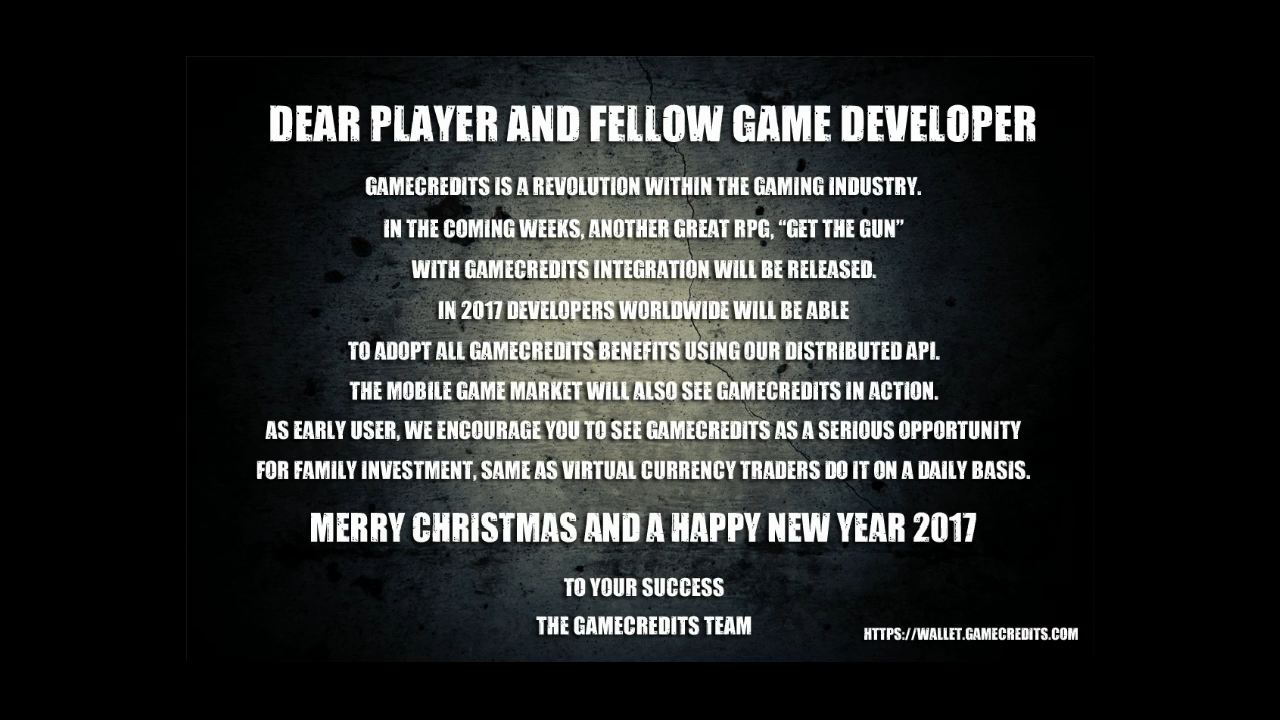 DEAR PLAYER AND FELLOW GAME DEVELOPER
GAMECREDITS IS A REVOLUTION WITHIN THE GAMING INDUSTRY.
IN THE COMING WEEKS, ANOTHER GREAT RPG, “GET THE GUN”
WITH GAMECREDITS INTEGRATION WILL BE RELEASED.
IN 2017 DEVELOPERS WORLDWIDE WILL BE ABLE
TO ADOPT ALL GAMECREDITS BENEFITS USING OUR DISTRIBUTED API.
THE MOBILE GAME MARKET WILL ALSO SEE GAMECREDITS IN ACTION.
AS EARLY USER, WE ENCOURAGE YOU TO SEE GAMECREDITS AS A SERIOUS OPPORTUNITY
FOR FAMILY INVESTMENT, SAME AS VIRTUAL CURRENCY TRADERS DO IT ON A DAILY BASIS.
MERRY CHRISTMAS AND A HAPPY NEW YEAR 2017
TO YOUR SUCCESS
THE GAMECREDITS TEAM
HTTPS://WALLET.GAMECREDITS.COM